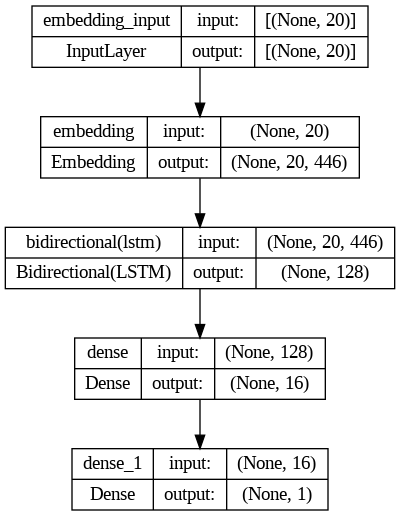 embedding_input input: [(None, 20)]
InputLayer output: [(None, 20)]
embedding input: (None, 20)
Embedding output: (None, 20, 446)
bidirectional(lstm) input: (None, 20, 446)
Bidirectional(LSTM) output: (None, 128)
dense input: (None, 128)
Dense output: (None, 16)
dense_1 input: (None, 16)
Dense output: (None, 1)